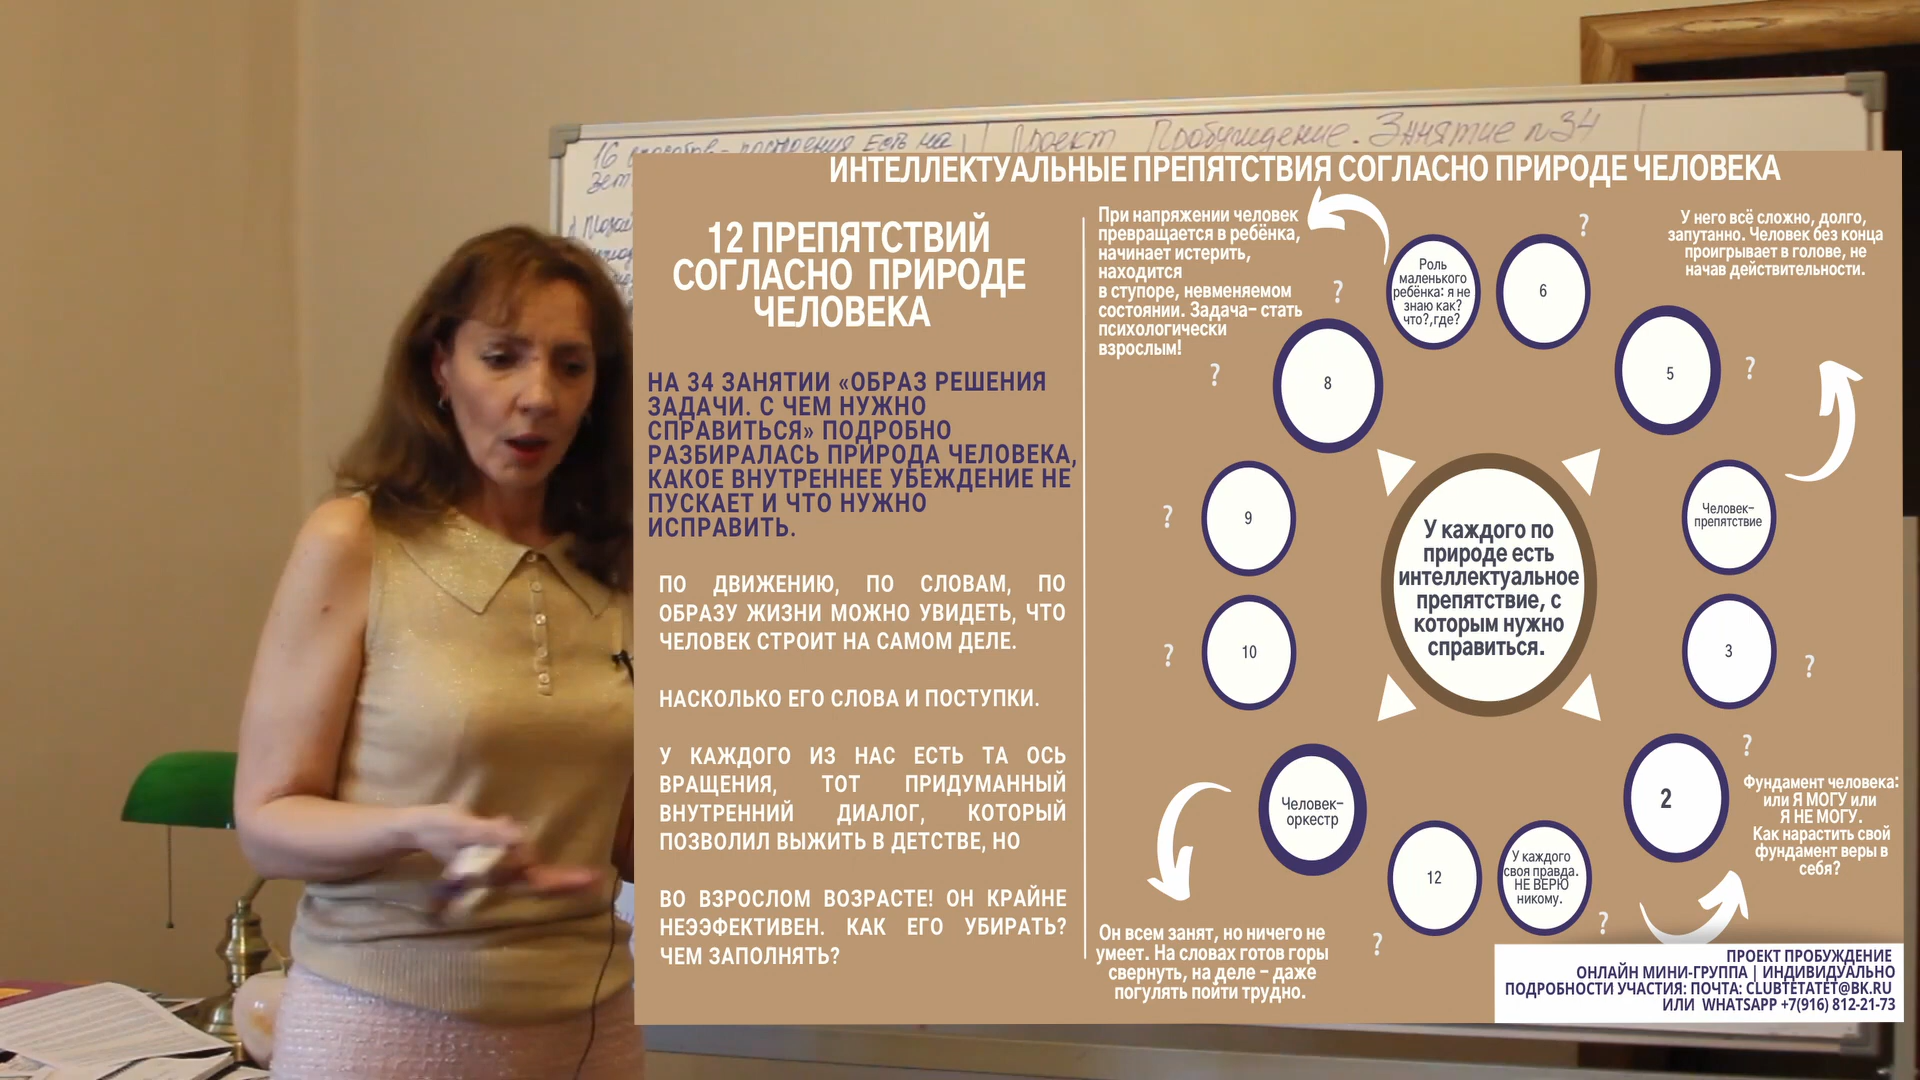 16 способов - построения Есть на
Проект Пробуждение. Занятие n34
ИНТЕЛЛЕКТУАЛЬНЫЕ ПРЕПЯТСТВИЯ СОГЛАСНО ПРИРОДЕ ЧЕЛОВЕКА
12 ПРЕПЯТСТВИЙ
СОГЛАСНО ПРИРОДЕ
ЧЕЛОВЕКА
НА 34 ЗАНЯТИИ «ОБРАЗ РЕШЕНИЯ
ЗАДАЧИ. С ЧЕМ НУЖНО
СПРАВИТЬСЯ» ПОДРОБНО
РАЗБИРАЛАСЬ ПРИРОДА ЧЕЛОВЕКА,
КАКОЕ ВНУТРЕННЕЕ УБЕЖДЕНИЕ НЕ
ПУСКАЕТ И ЧТО НУЖНО
ИСПРАВИТЬ.
ПО ДВИЖЕНИЮ, ПО СЛОВАМ, ПО
ОБРАЗУ ЖИЗНИ МОЖНО УВИДЕТЬ, ЧТО
ЧЕЛОВЕК СТРОИТ НА САМОМ ДЕЛЕ.
НАСКОЛЬКО ЕГО СЛОВА И ПОСТУПКИ.
У КАЖДОГО ИЗ НАС ЕСТЬ ТА ОСЬ
ВРАЩЕНИЯ, ТОТ ПРИДУМАННЫЙ
ВНУТРЕННИЙ ДИАЛОГ, КОТОРЫЙ
ПОЗВОЛИЛ ВЫЖИТЬ В ДЕТСТВЕ, НО
ВО ВЗРОСЛОМ ВОЗРАСТЕ! ОН КРАЙНЕ
НЕЭЭФЕКТИВЕН. КАК ЕГО УБИРАТЬ?
ЧЕМ ЗАПОЛНЯТЬ?
При напряжении человек
превращается в ребёнка,
начинает истерить,
находится
в ступоре, невменяемом
состоянии. Задача– стать
психологически
взрослым!
?
Роль
маленького
ребёнка: я не
знаю как?
что?,где?
6
?
У него всё сложно, долго,
запутанно. Человек без конца
проигрывает в голове, не
начав действительности.
?
8
5
?
?
9
Человек–
препятствие
У каждого по
природе есть
интеллектуальное
препятствие, с
которым нужно
справиться.
?
10
3
?
Человек–
оркестр
2
?
Фундамент человека:
или Я МОГУ или
Я НЕ МОГУ.
Как нарастить свой
фундамент веры в
себя?
12
У каждого
своя правда.
НЕ ВЕРЮ
никому.
?
?
Он всем занят, но ничего не
умеет. На словах готов горы
свернуть, на деле – даже
погулять пойти трудно.
ПРОЕКТ ПРОБУЖДЕНИЕ
ОНЛАЙН МИНИ-ГРУППА | ИНДИВИДУАЛЬНО
ПОДРОБНОСТИ УЧАСТИЯ: ПОЧТА: CLUBTETATET@BK.RU
ИЛИ WHATSAPP +7(916) 812-21-73